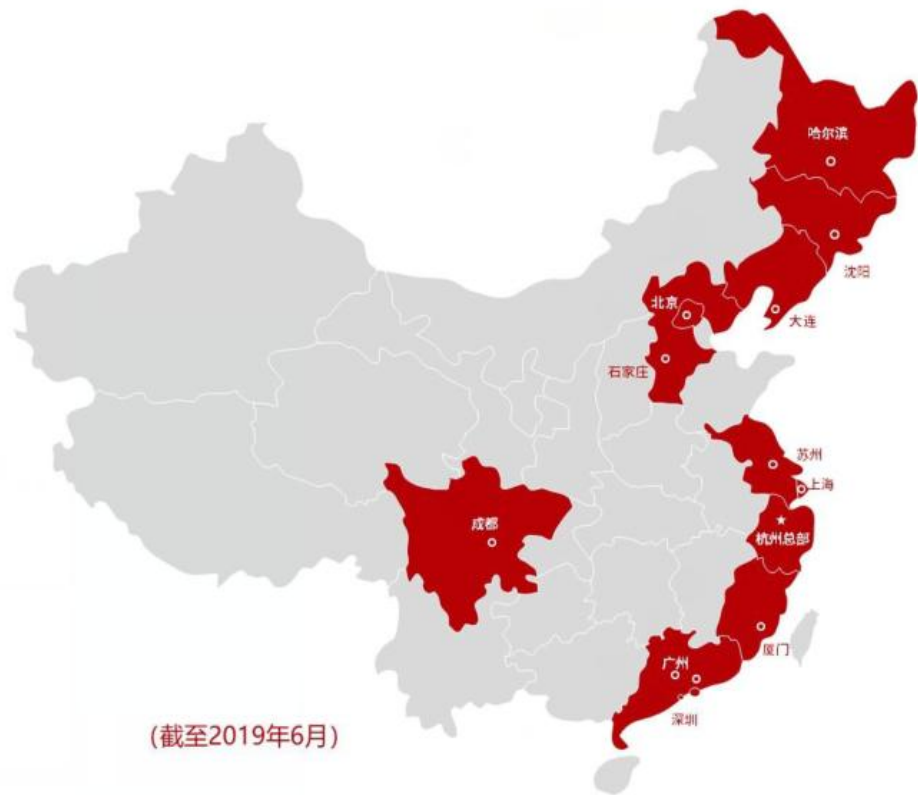 哈尔滨
沈阳
北京
大连
石家庄
苏州
上海
成都
杭州总部
厦门
广州
深圳
(截至2019年6月)